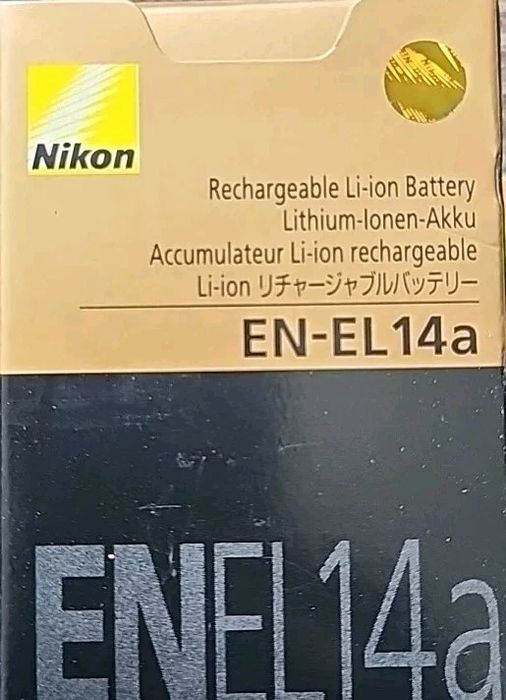 Nikon
Rechargeable Li-ion Battery
Lithium-Ionen-Akku
Accumulateur Li-ion rechargeable
Li-ion リチャージャブルバッテリー
EN-EL14a
ENEL14a